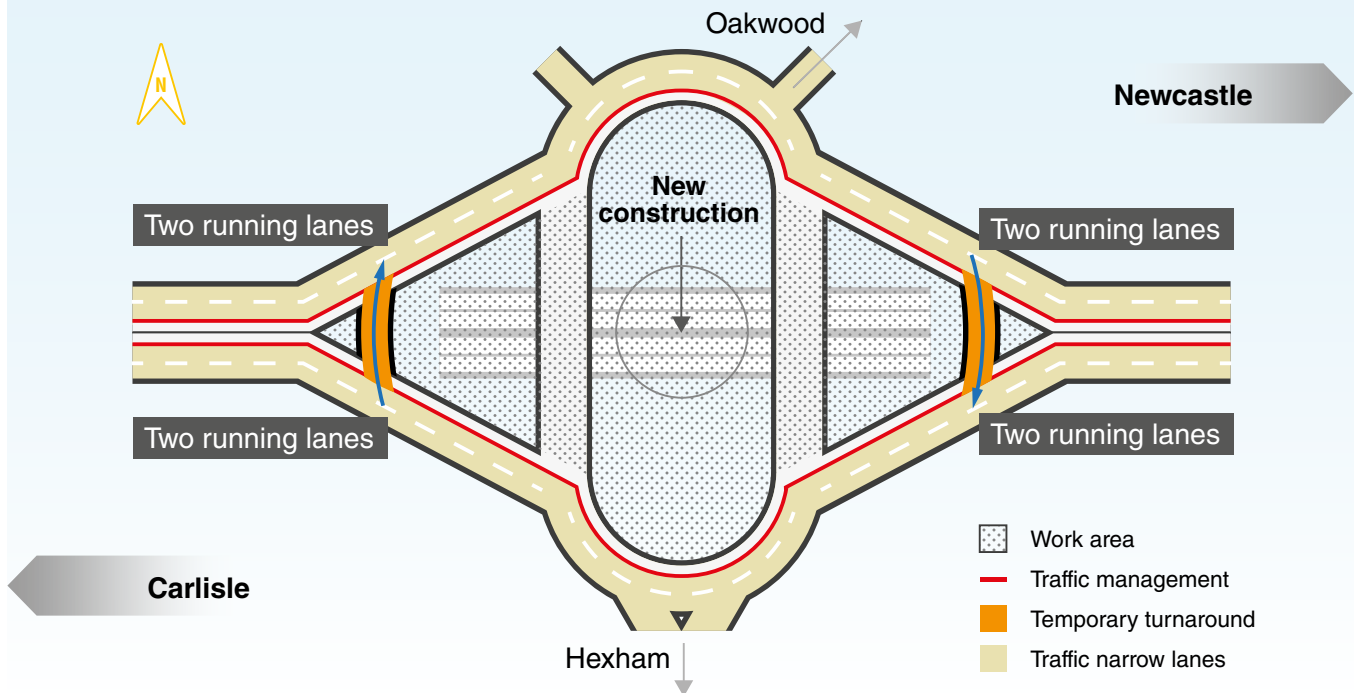 Oakwood
N
Newcastle
New
construction
Two running lanes
Two running lanes
Two running lanes
Two running lanes
Carlisle
Hexham
Work area
Traffic management
Temporary turnaround
Traffic narrow lanes